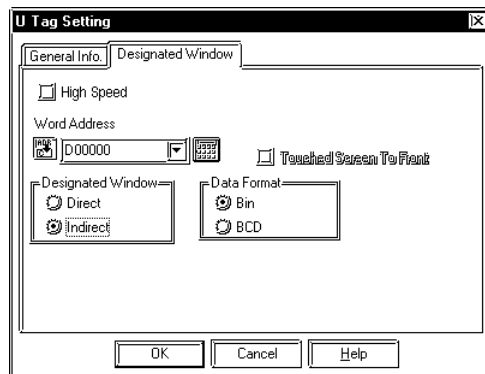 U Tag Setting
General Info. Designated Window
High Speed
Word Address
D00000
Touched Screen To Front
Designated Window Data Format
Direct Bin
Indirect BCD
OK Cancel Help